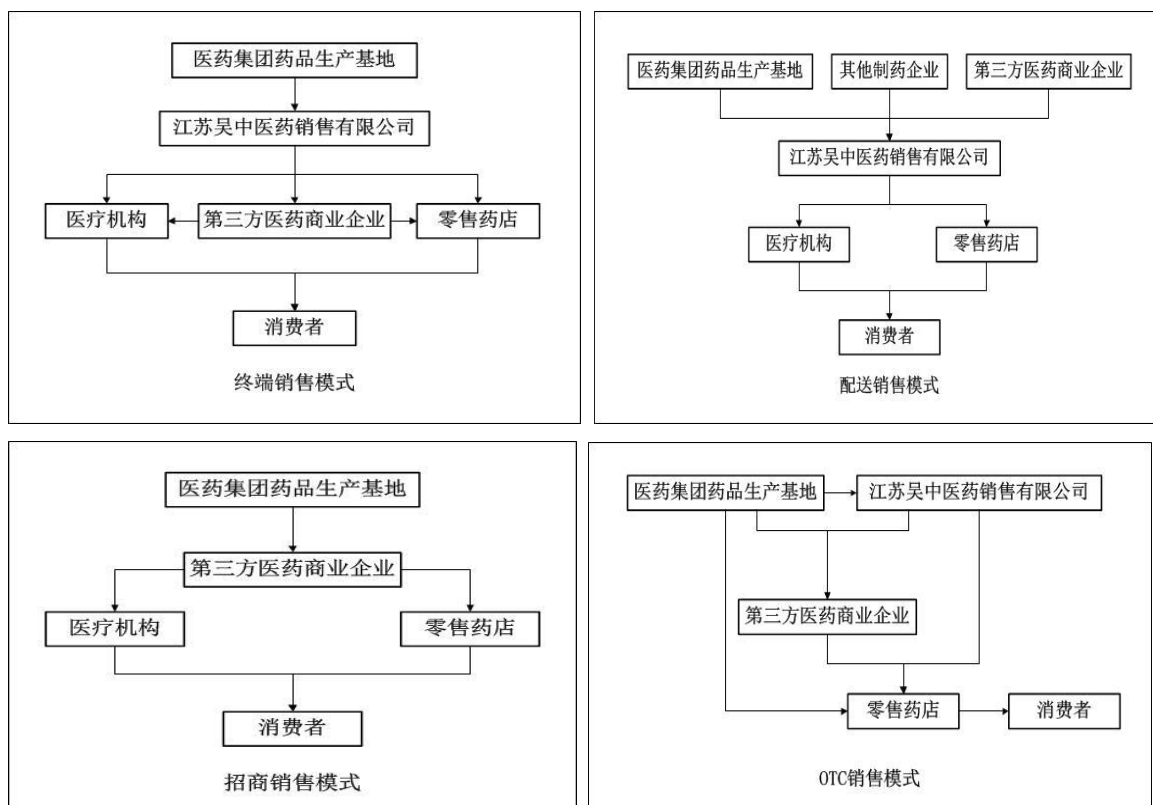 医药集团药品生产基地
江苏吴中医药销售有限公司
医疗机构
第三方医药商业企业
零售药店
消费者
终端销售模式
医药集团药品生产基地
其他制药企业
第三方医药商业企业
江苏吴中医药销售有限公司
医疗机构
零售药店
消费者
配送销售模式
医药集团药品生产基地
第三方医药商业企业
医疗机构
零售药店
消费者
招商销售模式
医药集团药品生产基地
江苏吴中医药销售有限公司
第三方医药商业企业
零售药店
消费者
OTC销售模式